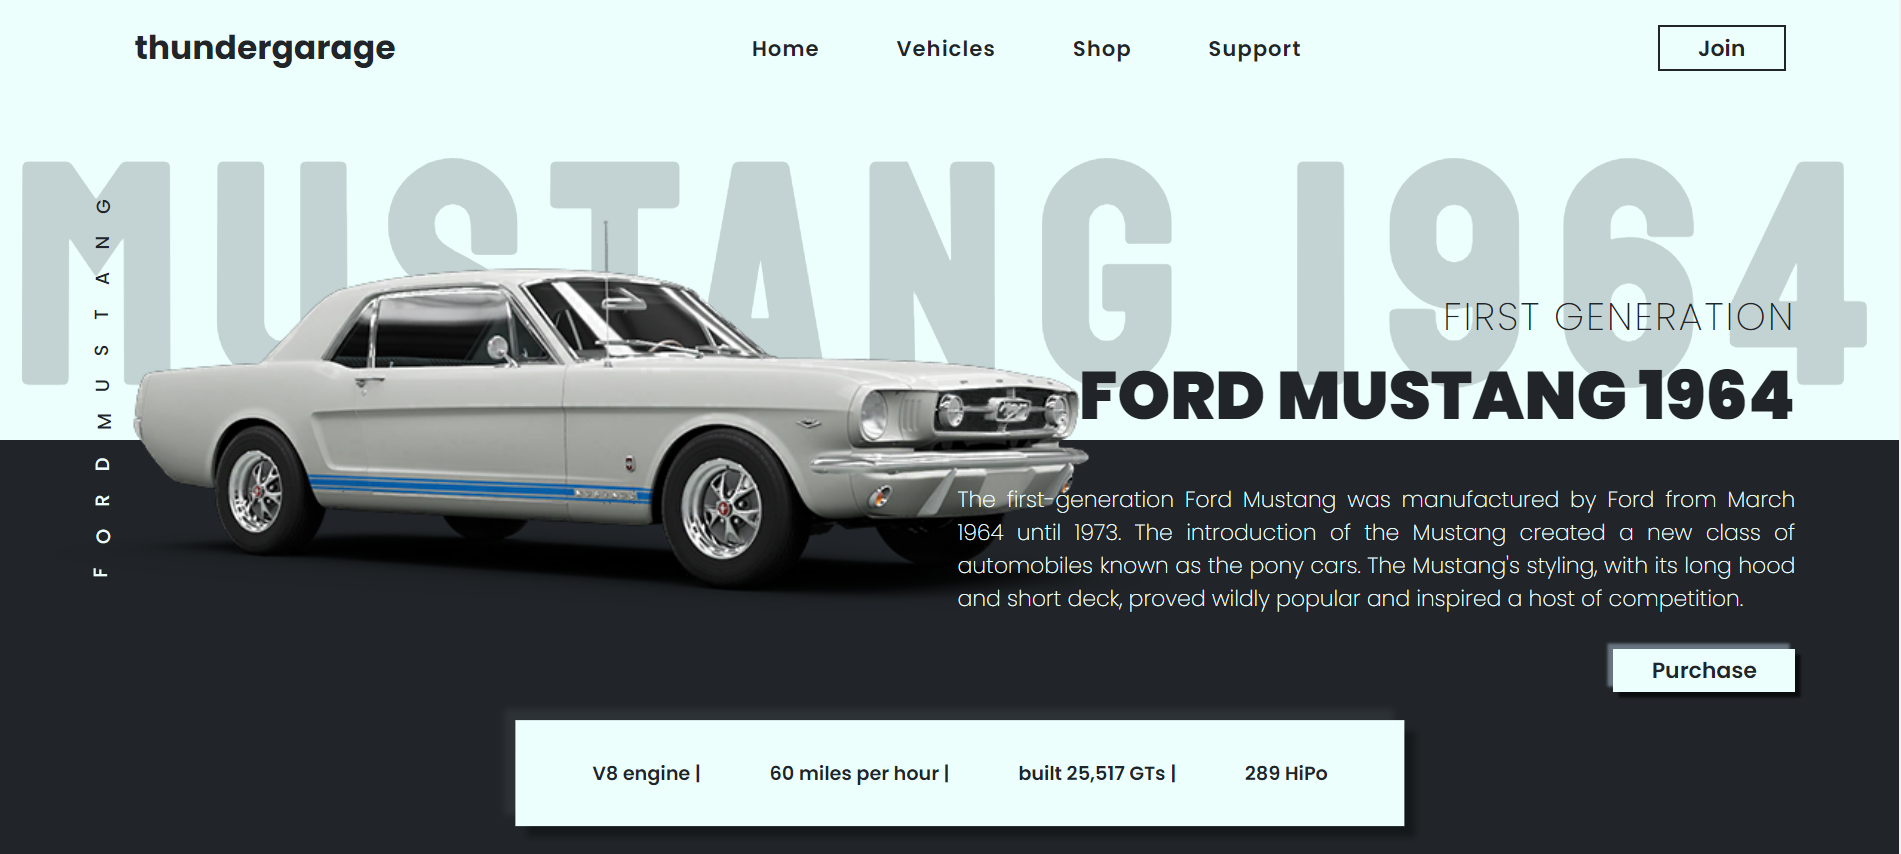 thundergarage
Home
Vehicles
Shop
Support
Join
MUSTANG 1964
FORD MUSTANG
FIRST GENERATION
FORD MUSTANG 1964
The first-generation Ford Mustang was manufactured by Ford from March
1964 until 1973. The introduction of the Mustang created a new class of
automobiles known as the pony cars. The Mustang's styling, with its long hood
and short deck, proved wildly popular and inspired a host of competition.
Purchase
V8 engine |
60 miles per hour |
built 25,517 GTs |
289 HiPo